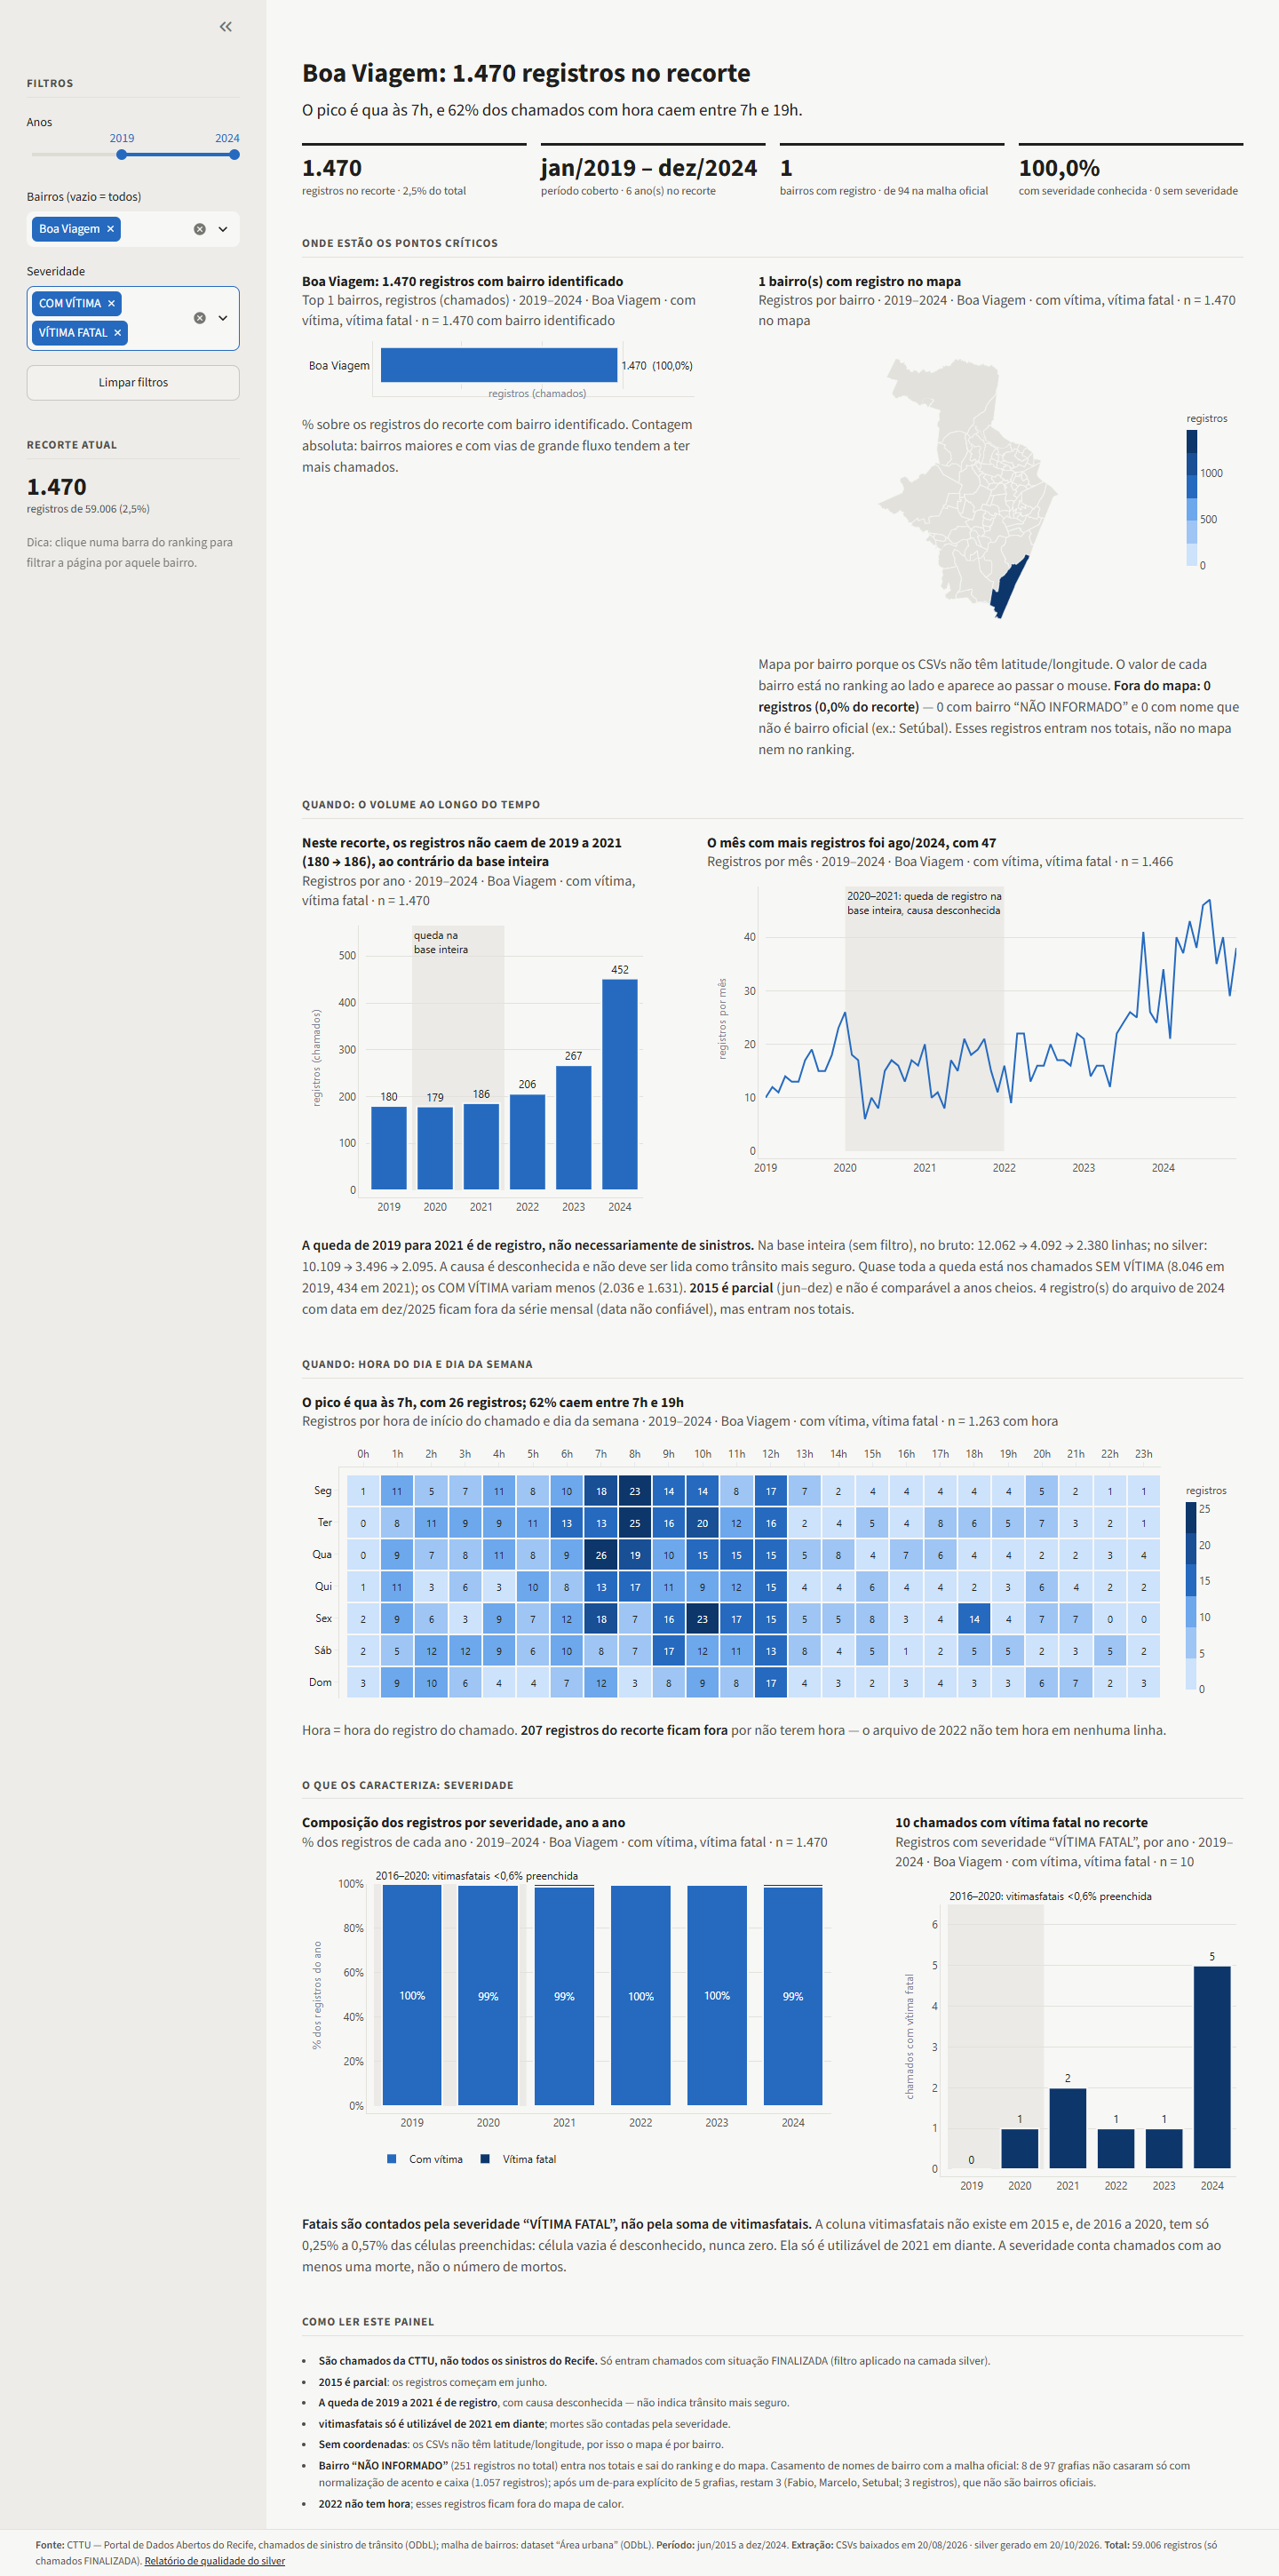 FILTROS
Anos
2019 2024
Bairros (vazio = todos)
Boa Viagem ×
Severidade
COM VÍTIMA ×
VÍTIMA FATAL ×
Limpar filtros
RECORTE ATUAL
1.470
registros de 59.006 (2,5%)
Dica: clique numa barra do ranking para
filtrar a página por aquele bairro.
Boa Viagem: 1.470 registros no recorte
O pico é qua às 7h, e 62% dos chamados com hora caem entre 7h e 19h.
1.470
registros no recorte · 2,5% do total
jan/2019 – dez/2024
período coberto · 6 ano(s) no recorte
1
bairros com registro · de 94 na malha oficial
100,0%
com severidade conhecida · 0 sem severidade
ONDE ESTÃO OS PONTOS CRÍTICOS
Boa Viagem: 1.470 registros com bairro identificado
Top 1 bairros, registros (chamados) · 2019–2024 · Boa Viagem · com
vítima, vítima fatal · n = 1.470 com bairro identificado
Boa Viagem 1.470 (100,0%)
registros (chamados)
% sobre os registros do recorte com bairro identificado. Contagem
absoluta: bairros maiores e com vias de grande fluxo tendem a ter
mais chamados.
1 bairro(s) com registro no mapa
Registros por bairro · 2019–2024 · Boa Viagem · com vítima, vítima fatal · n = 1.470
no mapa
registros
1000
500
0
Mapa por bairro porque os CSVs não têm latitude/longitude. O valor de cada
bairro está no ranking ao lado e aparece ao passar o mouse. Fora do mapa: 0
registros (0,0% do recorte) — 0 com bairro “NÃO INFORMADO” e 0 com nome que
não é bairro oficial (ex.: Setúbal). Esses registros entram nos totais, não no mapa
nem no ranking.
QUANDO: O VOLUME AO LONGO DO TEMPO
Neste recorte, os registros não caem de 2019 a 2021
(180 → 186), ao contrário da base inteira
Registros por ano · 2019–2024 · Boa Viagem · com vítima,
vítima fatal · n = 1.470
queda na
base inteira
registros (chamados)
500
400
300
200
100
0
180 179 186 206 267 452
2019 2020 2021 2022 2023 2024
O mês com mais registros foi ago/2024, com 47
Registros por mês · 2019–2024 · Boa Viagem · com vítima, vítima fatal · n = 1.466
2020–2021: queda de registro na
base inteira, causa desconhecida
registros por mês
40
30
20
10
0
2019 2020 2021 2022 2023 2024
A queda de 2019 para 2021 é de registro, não necessariamente de sinistros. Na base inteira (sem filtro), no bruto: 12.062 → 4.092 → 2.380 linhas; no silver:
10.109 → 3.496 → 2.095. A causa é desconhecida e não deve ser lida como trânsito mais seguro. Quase toda a queda está nos chamados SEM VÍTIMA (8.046 em
2019, 434 em 2021); os COM VÍTIMA variam menos (2.036 e 1.631). 2015 é parcial (jun–dez) e não é comparável a anos cheios. 4 registro(s) do arquivo de 2024
com data em dez/2025 ficam fora da série mensal (data não confiável), mas entram nos totais.
QUANDO: HORA DO DIA E DIA DA SEMANA
O pico é qua às 7h, com 26 registros; 62% caem entre 7h e 19h
Registros por hora de início do chamado e dia da semana · 2019–2024 · Boa Viagem · com vítima, vítima fatal · n = 1.263 com hora
0h 1h 2h 3h 4h 5h 6h 7h 8h 9h 10h 11h 12h 13h 14h 15h 16h 17h 18h 19h 20h 21h 22h 23h
Seg 1 11 5 7 11 8 10 18 23 14 14 8 17 7 2 4 4 4 4 4 5 2 1 1
Ter 0 8 11 9 9 11 13 13 25 16 20 12 16 2 4 5 4 8 6 5 7 3 2 1
Qua 0 9 7 8 11 8 9 26 19 10 15 15 15 5 8 4 7 6 4 4 2 2 3 4
Qui 1 11 3 6 3 10 8 13 17 11 9 12 15 4 4 6 4 4 2 3 6 4 2 2
Sex 2 9 6 3 9 7 12 18 7 16 23 17 15 5 5 8 3 4 14 4 7 7 0 0
Sáb 2 5 12 12 9 6 10 8 7 17 12 11 13 8 4 5 1 2 5 5 2 3 5 2
Dom 3 9 10 6 4 4 7 12 3 8 9 8 17 4 3 2 3 4 3 3 6 7 2 3
registros
25
20
15
10
5
0
Hora = hora do registro do chamado. 207 registros do recorte ficam fora por não terem hora — o arquivo de 2022 não tem hora em nenhuma linha.
O QUE OS CARACTERIZA: SEVERIDADE
Composição dos registros por severidade, ano a ano
% dos registros de cada ano · 2019–2024 · Boa Viagem · com vítima, vítima fatal · n = 1.470
2016–2020: vitimasfatais <0,6% preenchida
% dos registros do ano
100%
80%
60%
40%
20%
0%
100% 99% 99% 100% 100% 99%
2019 2020 2021 2022 2023 2024
Com vítima Vítima fatal
10 chamados com vítima fatal no recorte
Registros com severidade “VÍTIMA FATAL”, por ano · 2019–
2024 · Boa Viagem · com vítima, vítima fatal · n = 10
2016–2020: vitimasfatais <0,6% preenchida
chamados com vítima fatal
6
5
4
3
2
1
0
0 1 2 1 1 5
2019 2020 2021 2022 2023 2024
Fatais são contados pela severidade “VÍTIMA FATAL”, não pela soma de vitimasfatais. A coluna vitimasfatais não existe em 2015 e, de 2016 a 2020, tem só
0,25% a 0,57% das células preenchidas: célula vazia é desconhecido, nunca zero. Ela só é utilizável de 2021 em diante. A severidade conta chamados com ao
menos uma morte, não o número de mortos.
COMO LER ESTE PAINEL
• São chamados da CTTU, não todos os sinistros do Recife. Só entram chamados com situação FINALIZADA (filtro aplicado na camada silver).
• 2015 é parcial: os registros começam em junho.
• A queda de 2019 a 2021 é de registro, com causa desconhecida — não indica trânsito mais seguro.
• vitimasfatais só é utilizável de 2021 em diante; mortes são contadas pela severidade.
• Sem coordenadas: os CSVs não têm latitude/longitude, por isso o mapa é por bairro.
• Bairro “NÃO INFORMADO” (251 registros no total) entra nos totais e sai do ranking e do mapa. Casamento de nomes de bairro com a malha oficial: 8 de 97 grafias não casaram só com
normalização de acento e caixa (1.057 registros); após um de-para explícito de 5 grafias, restam 3 (Fabio, Marcelo, Setubal; 3 registros), que não são bairros oficiais.
• 2022 não tem hora; esses registros ficam fora do mapa de calor.
Fonte: CTTU — Portal de Dados Abertos do Recife, chamados de sinistro de trânsito (ODbL); malha de bairros: dataset “Área urbana” (ODbL). Período: jun/2015 a dez/2024. Extração: CSVs baixados em 20/08/2026 · silver gerado em 20/10/2026. Total: 59.006 registros (só
chamados FINALIZADA). Relatório de qualidade do silver